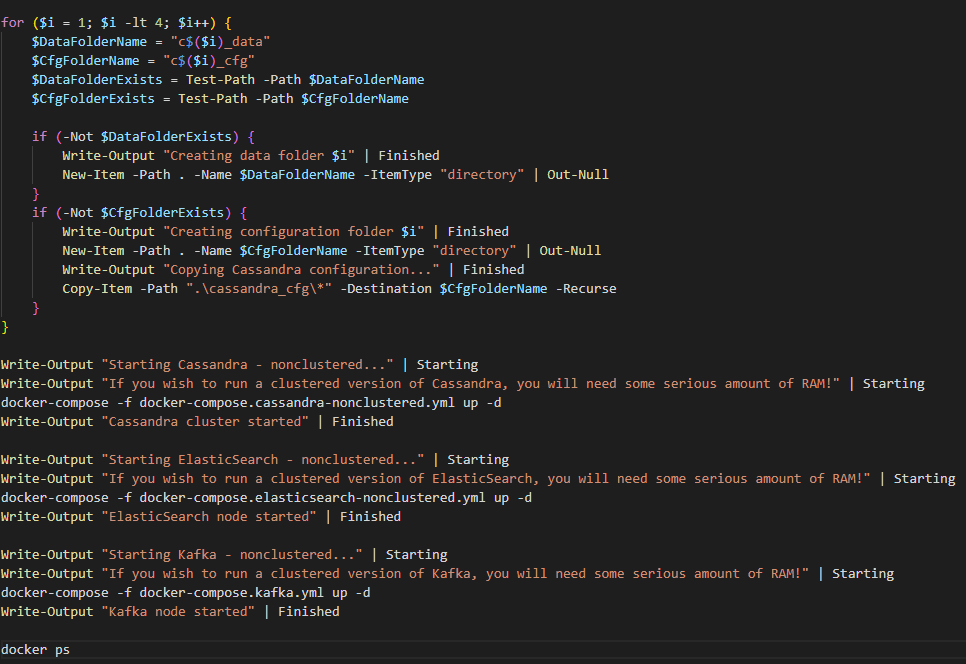 for ($i = 1; $i -lt 4; $i++) {
    $DataFolderName = "c$($i)_data"
    $CfgFolderName = "c$($i)_cfg"
    $DataFolderExists = Test-Path -Path $DataFolderName
    $CfgFolderExists = Test-Path -Path $CfgFolderName

    if (-Not $DataFolderExists) {
        Write-Output "Creating data folder $i" | Finished
        New-Item -Path . -Name $DataFolderName -ItemType "directory" | Out-Null
    }
    if (-Not $CfgFolderExists) {
        Write-Output "Creating configuration folder $i" | Finished
        New-Item -Path . -Name $CfgFolderName -ItemType "directory" | Out-Null
        Write-Output "Copying Cassandra configuration..." | Finished
        Copy-Item -Path ".\cassandra_cfg\*" -Destination $CfgFolderName -Recurse
    }
}

Write-Output "Starting Cassandra - nonclustered..." | Starting
Write-Output "If you wish to run a clustered version of Cassandra, you will need some serious amount of RAM!" | Starting
docker-compose -f docker-compose.cassandra-nonclustered.yml up -d
Write-Output "Cassandra cluster started" | Finished

Write-Output "Starting ElasticSearch - nonclustered..." | Starting
Write-Output "If you wish to run a clustered version of ElasticSearch, you will need some serious amount of RAM!" | Starting
docker-compose -f docker-compose.elasticsearch-nonclustered.yml up -d
Write-Output "ElasticSearch node started" | Finished

Write-Output "Starting Kafka - nonclustered..." | Starting
Write-Output "If you wish to run a clustered version of Kafka, you will need some serious amount of RAM!" | Starting
docker-compose -f docker-compose.kafka.yml up -d
Write-Output "Kafka node started" | Finished

docker ps